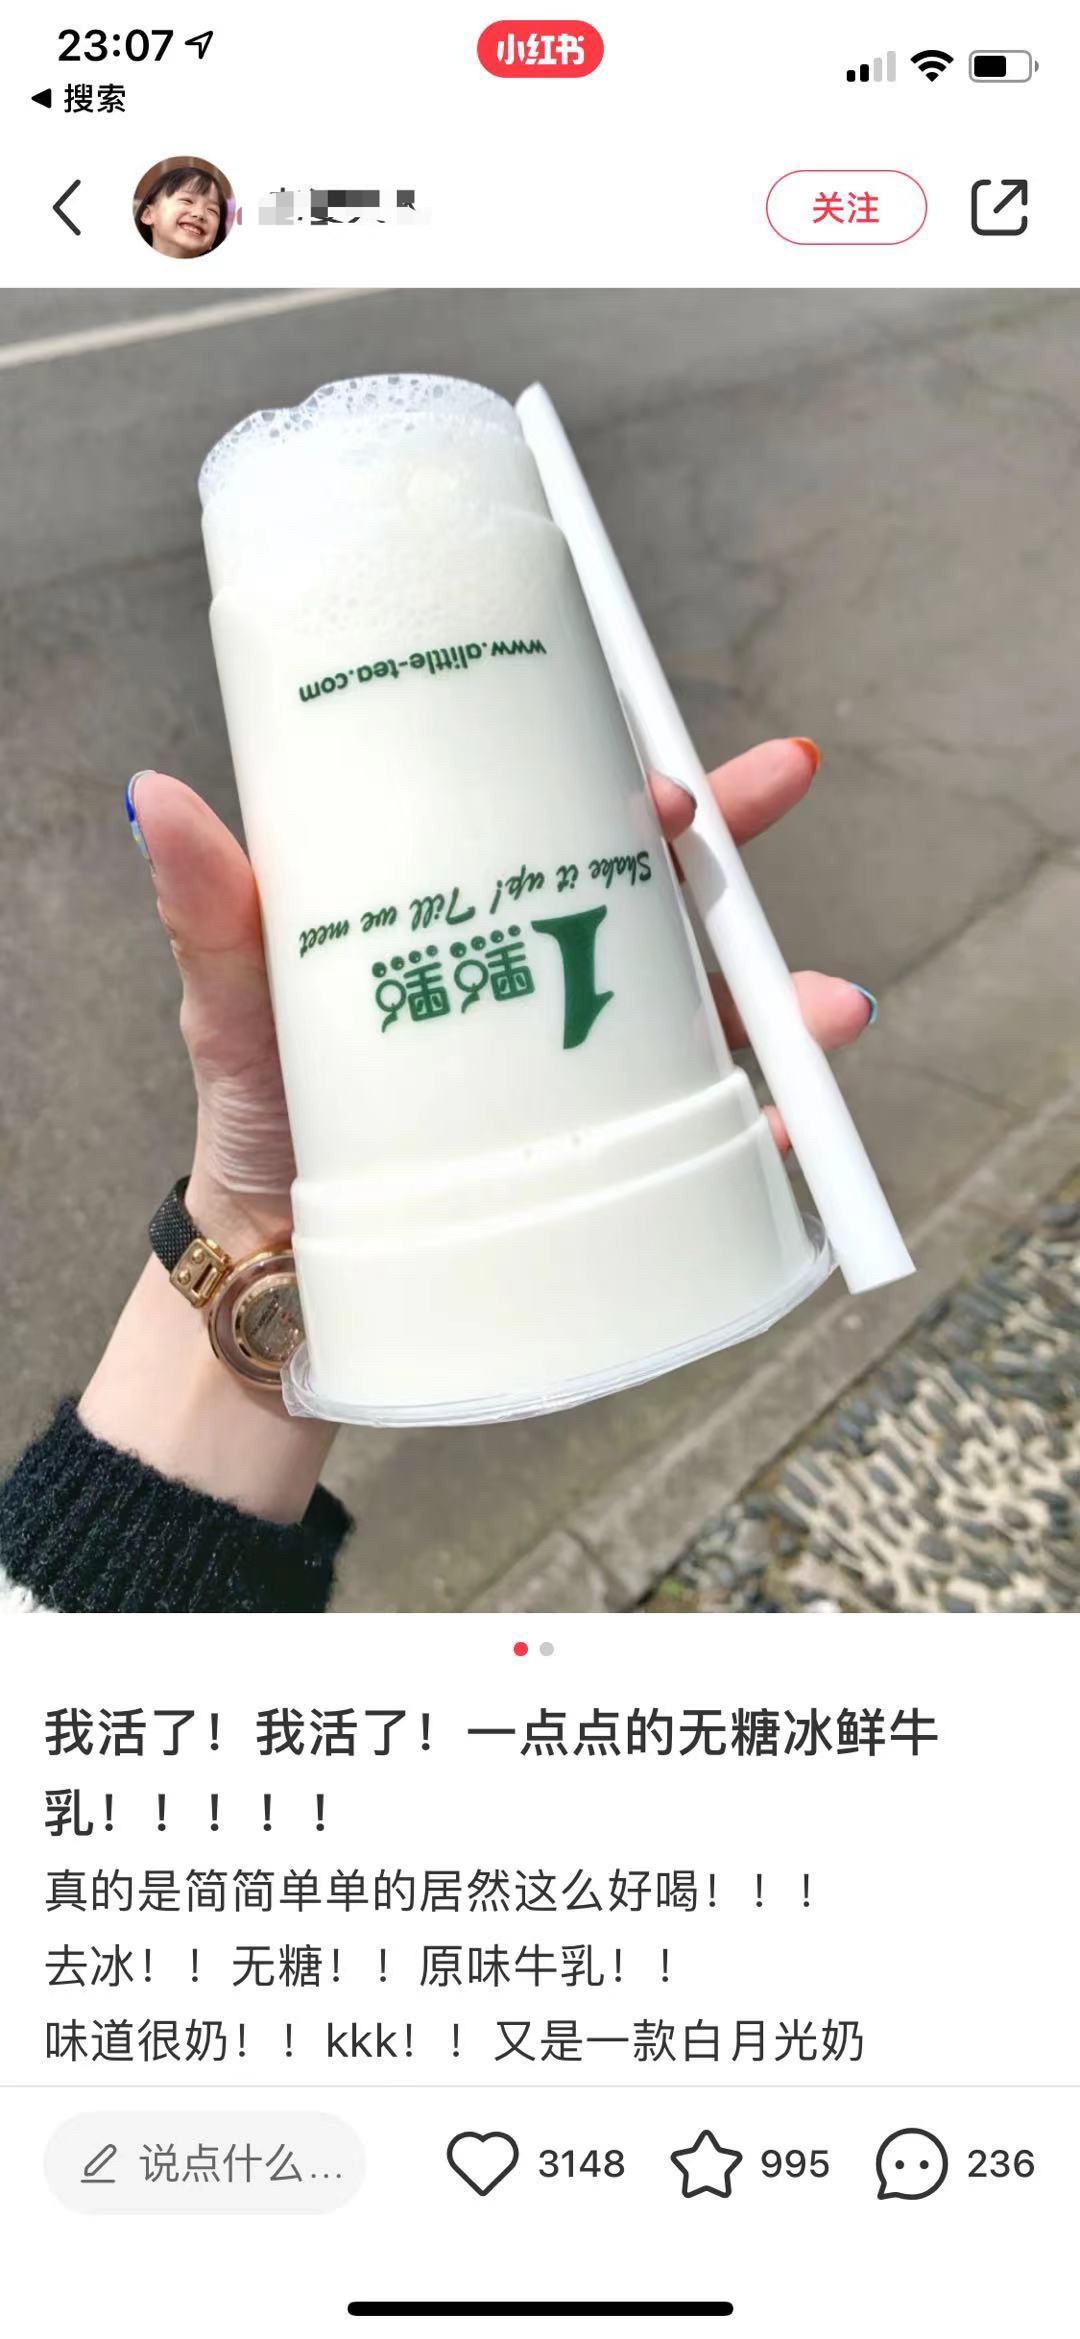 23:07
小红书
搜索
关注
www.alittle-tea.com
Shake it up! Till we meet
1點點
我活了！我活了！一点点的无糖冰鲜牛
乳！！！！！
真的是简简单单的居然这么好喝！！！
去冰！！无糖！！原味牛乳！！
味道很奶！！kkk！！又是一款白月光奶
说点什么...
3148
995
236